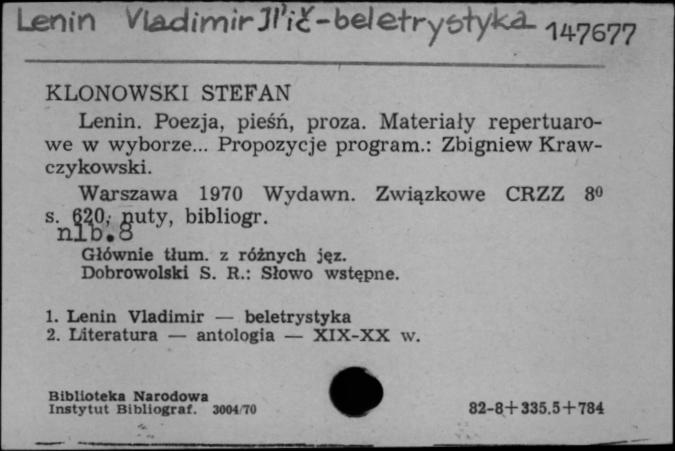 Lenin Vladimir Il'ič-beletrystyka 147677
KLONOWSKI STEFAN
Lenin. Poezja, pieśń, proza. Materiały repertuaro-
we w wyborze... Propozycje program.: Zbigniew Kraw-
czykowski.
Warszawa 1970 Wydawn. Związkowe CRZZ 8⁰
s. 620, nuty, bibliogr.
nlb. 8
Głównie tłum. z różnych jęz.
Dobrowolski S. R.: Słowo wstępne.
1. Lenin Vladimir — beletrystyka
2. Literatura — antologia — XIX-XX w.
Biblioteka Narodowa
Instytut Bibliograf. 3004/70 82-8+335.5+784